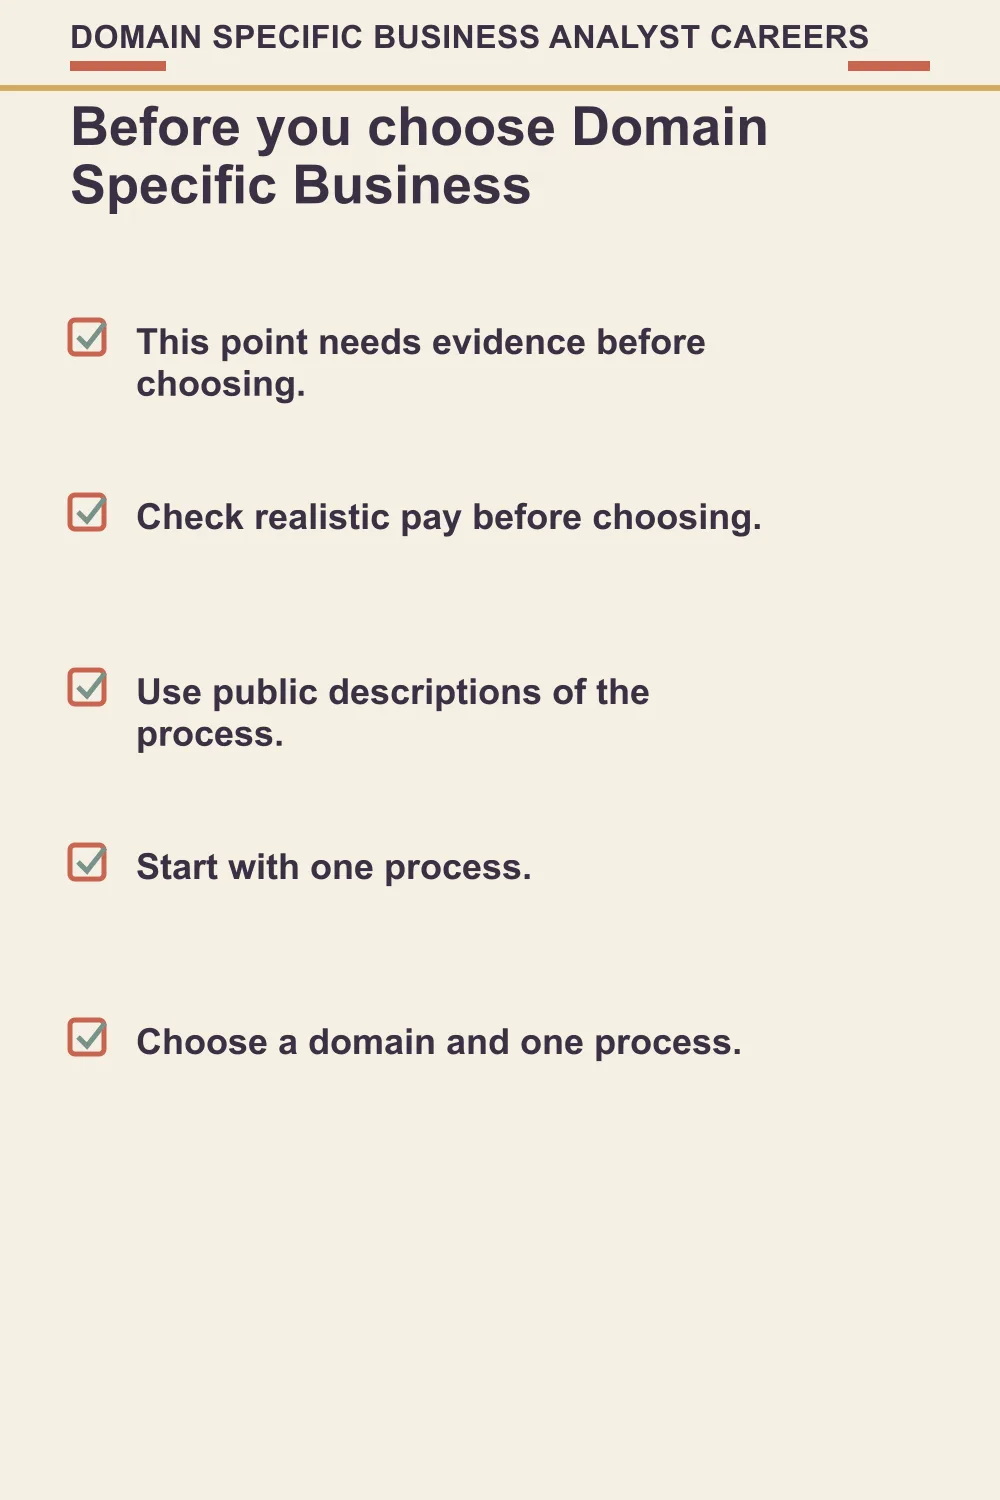 DOMAIN SPECIFIC BUSINESS ANALYST CAREERS
Before you choose Domain
Specific Business
This point needs evidence before
choosing.
Check realistic pay before choosing.
Use public descriptions of the
process.
Start with one process.
Choose a domain and one process.